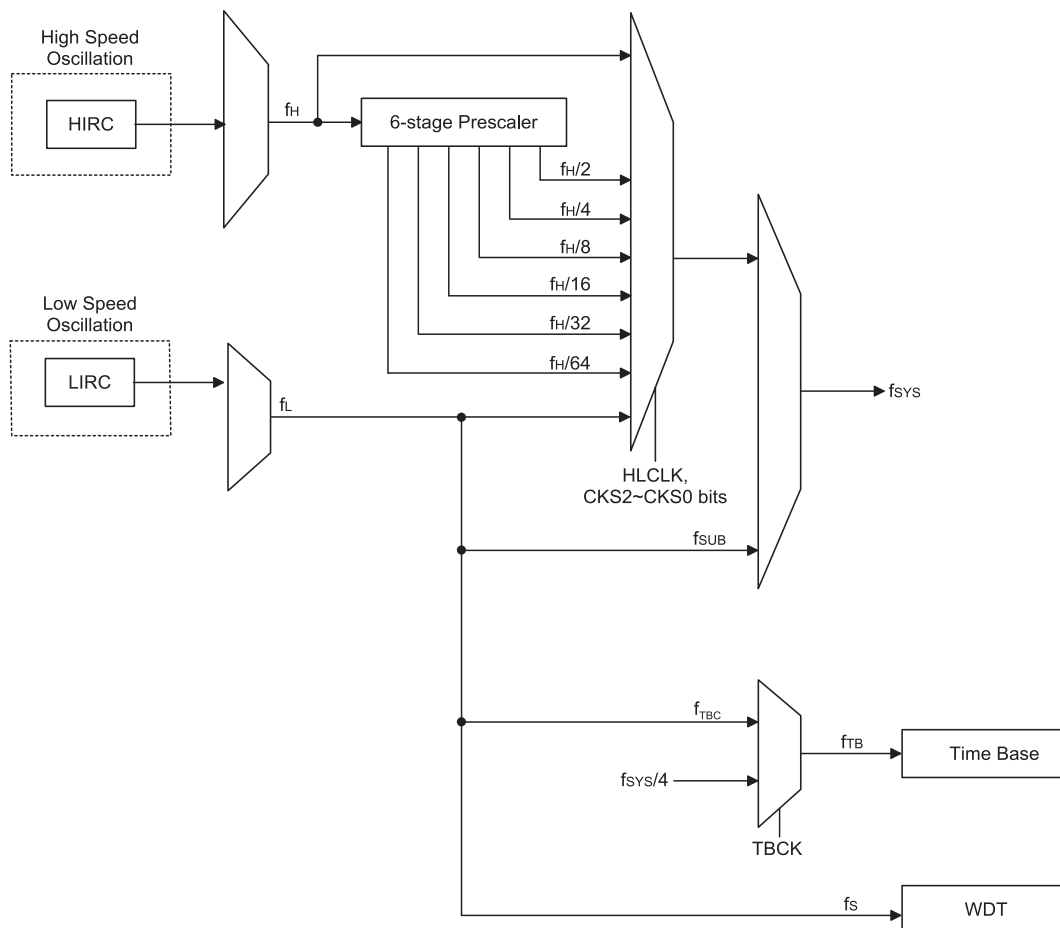 High Speed
Oscillation
HIRC
fH
6-stage Prescaler
fH/2
fH/4
fH/8
fH/16
fH/32
fH/64
Low Speed
Oscillation
LIRC
fL
HLCLK,
CKS2~CKS0 bits
fSYS
fSUB
fTBC
fSYS/4
TBCK
fTB
Time Base
fS
WDT